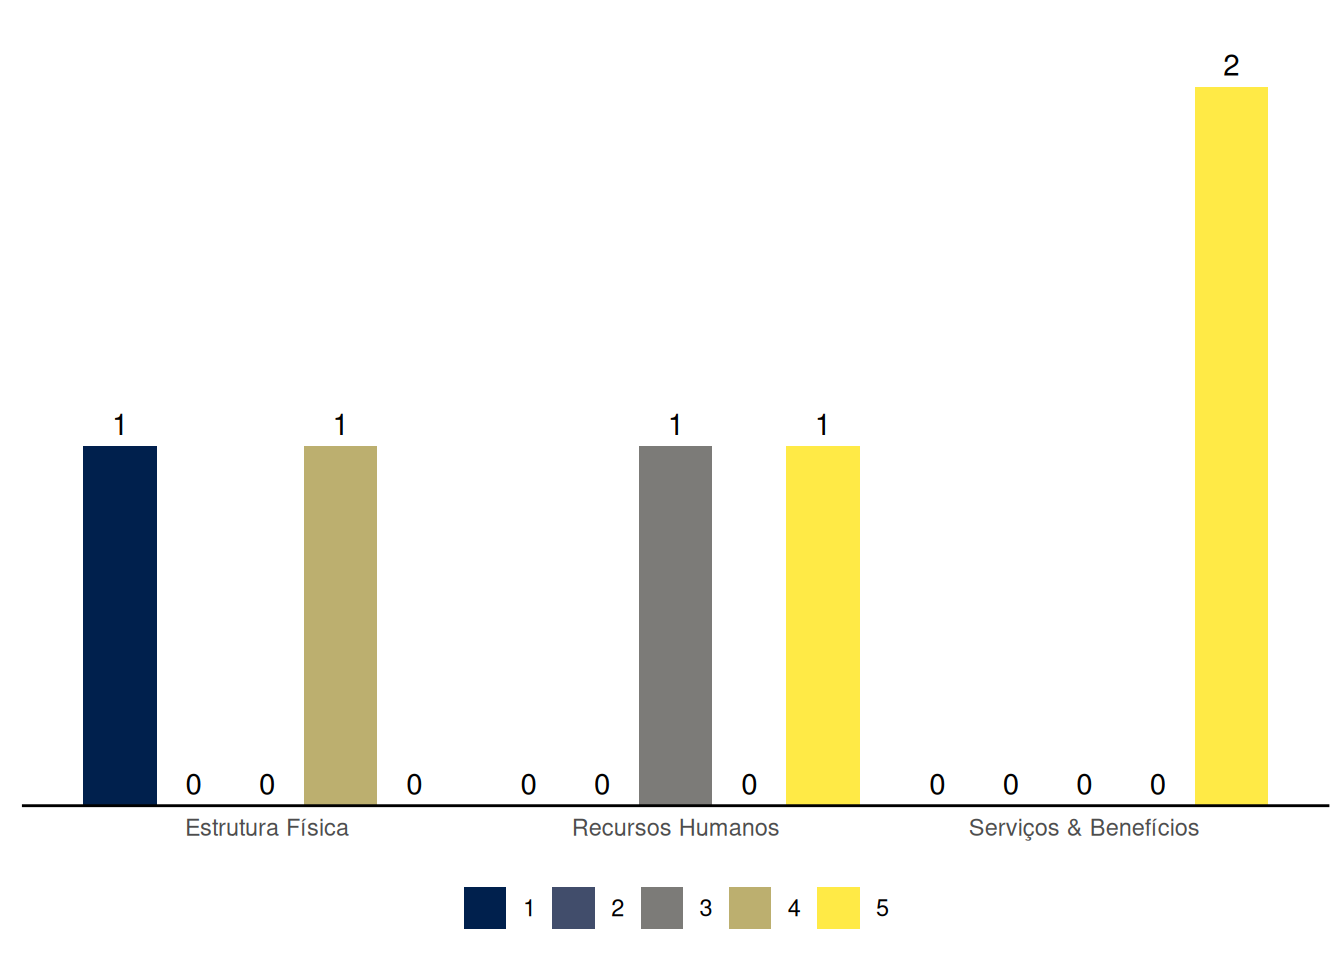 2
1 1 1 1
0 0 0 0 0 0 0 0 0 0
Estrutura Física Recursos Humanos Serviços & Benefícios
1 2 3 4 5